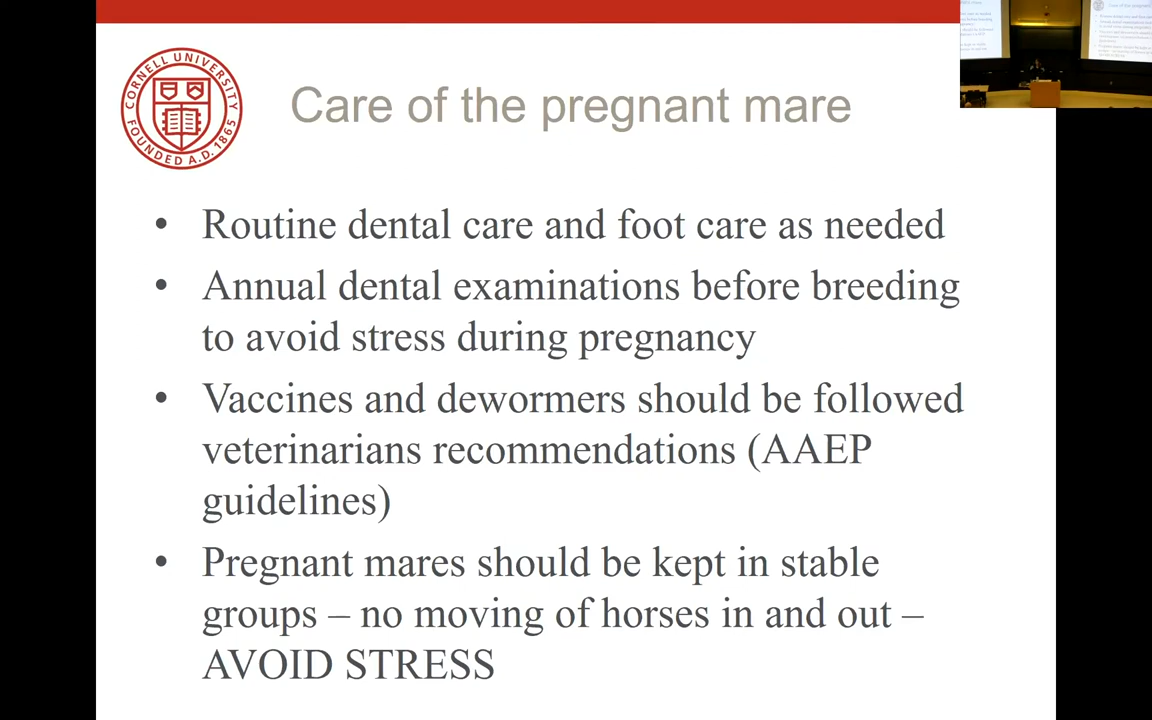 CORNELL UNIVERSITY
FOUNDED A.D. 1865
Care of the pregnant mare
• Routine dental care and foot care as needed
• Annual dental examinations before breeding
to avoid stress during pregnancy
• Vaccines and dewormers should be followed
veterinarians recommendations (AAEP
guidelines)
• Pregnant mares should be kept in stable
groups – no moving of horses in and out –
AVOID STRESS